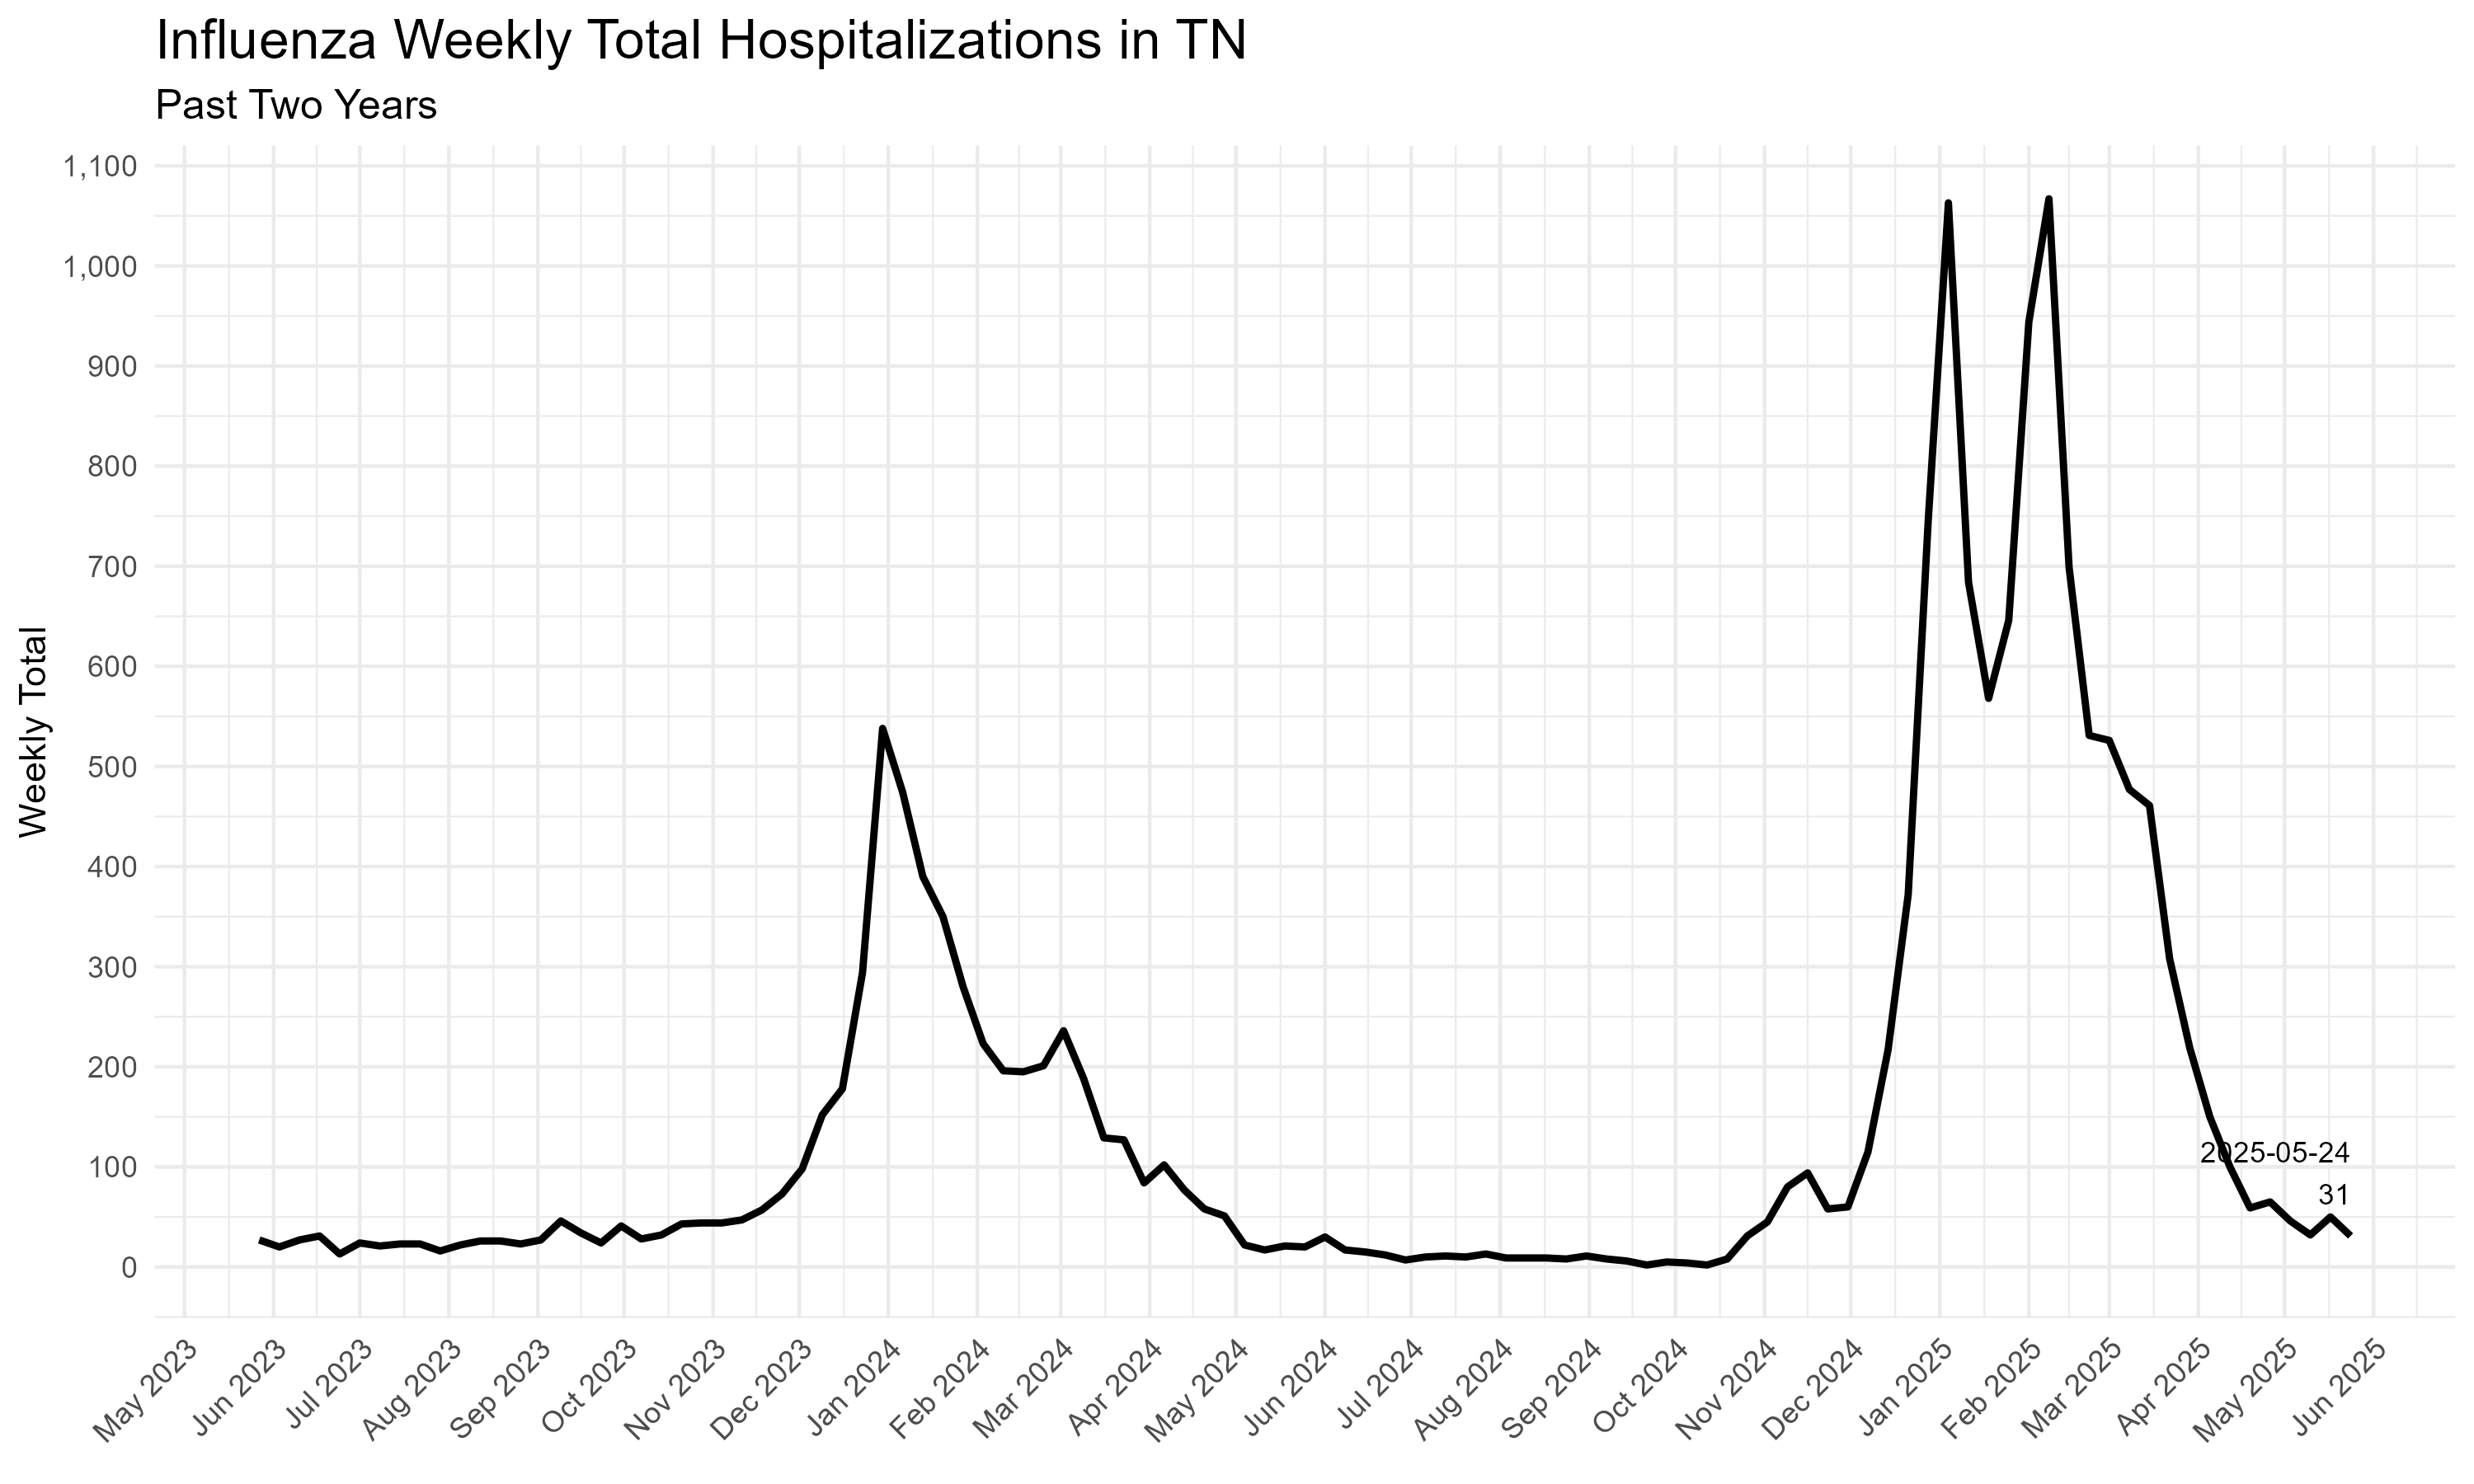 Influenza Weekly Total Hospitalizations in TN
Past Two Years
Weekly Total
1,100
1,000
900
800
700
600
500
400
300
200
100
0
2025-05-24
31
May 2023
Jun 2023
Jul 2023
Aug 2023
Sep 2023
Oct 2023
Nov 2023
Dec 2023
Jan 2024
Feb 2024
Mar 2024
Apr 2024
May 2024
Jun 2024
Jul 2024
Aug 2024
Sep 2024
Oct 2024
Nov 2024
Dec 2024
Jan 2025
Feb 2025
Mar 2025
Apr 2025
May 2025
Jun 2025